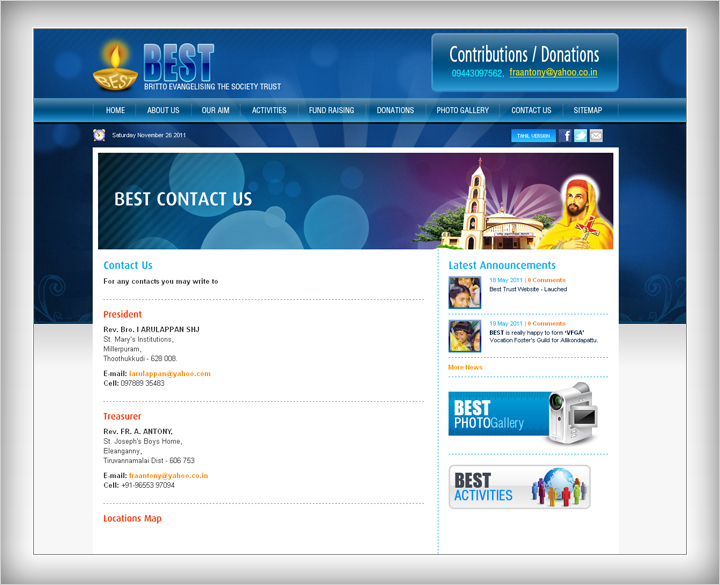 BEST
BEST
BRITTO EVANGELISING THE SOCIETY TRUST
Contributions / Donations
09443097562, fraantony@yahoo.co.in
HOME ABOUT US OUR AIM ACTIVITIES FUND RAISING DONATIONS PHOTO GALLERY CONTACT US SITEMAP
Saturday November 26 2011
TAMIL VERSION
BEST CONTACT US
Contact Us
For any contacts you may write to
President
Rev. Bro. I ARULAPPAN SHJ
St. Mary's Institutions,
Millerpuram,
Thoothukkudi - 628 008.
E-mail: iarulappan@yahoo.com
Cell: 097889 35483
Treasurer
Rev. FR. A. ANTONY,
St. Joseph's Boys Home,
Eleanganny,
Tiruvannamalai Dist - 606 753
E-mail: fraantony@yahoo.co.in
Cell: +91-96553 97094
Locations Map
Latest Announcements
18 May 2011 | 0 Comments
Best Trust Website - Lauched
19 May 2011 | 0 Comments
BEST is really happy to form 'VFGA'
Vocation Foster's Guild for Allikondapattu.
More News
BEST
PHOTOGallery
BEST
ACTIVITIES